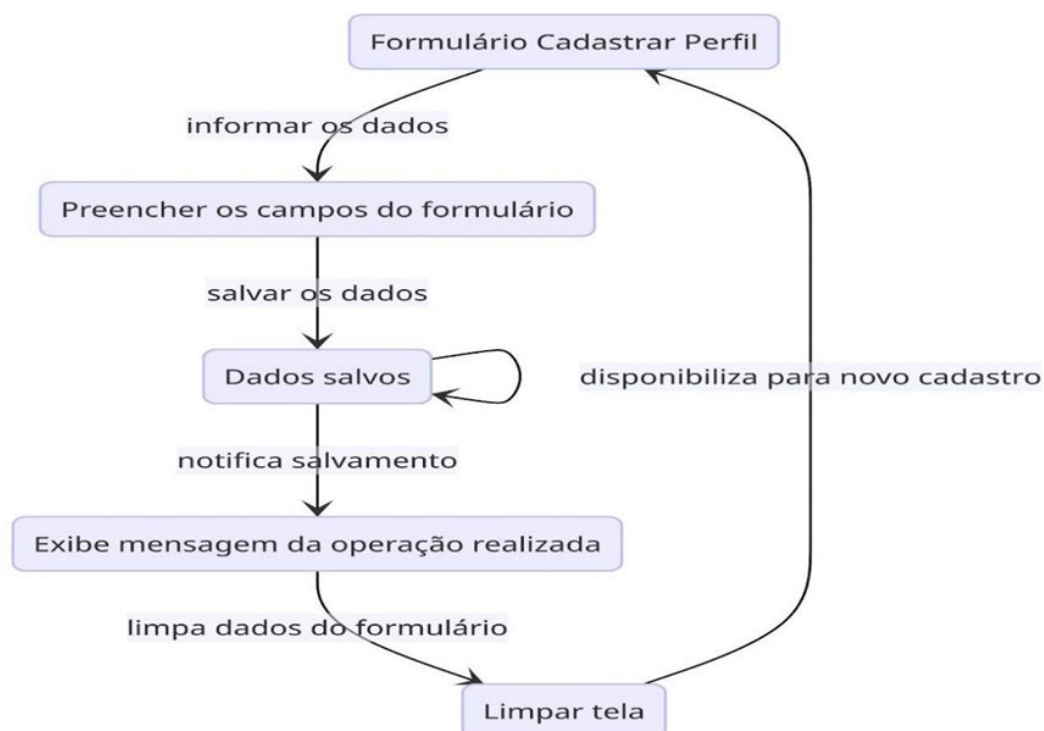 Formulário Cadastrar Perfil
informar os dados
Preencher os campos do formulário
salvar os dados
Dados salvos
disponibiliza para novo cadastro
notifica salvamento
Exibe mensagem da operação realizada
limpa dados do formulário
Limpar tela